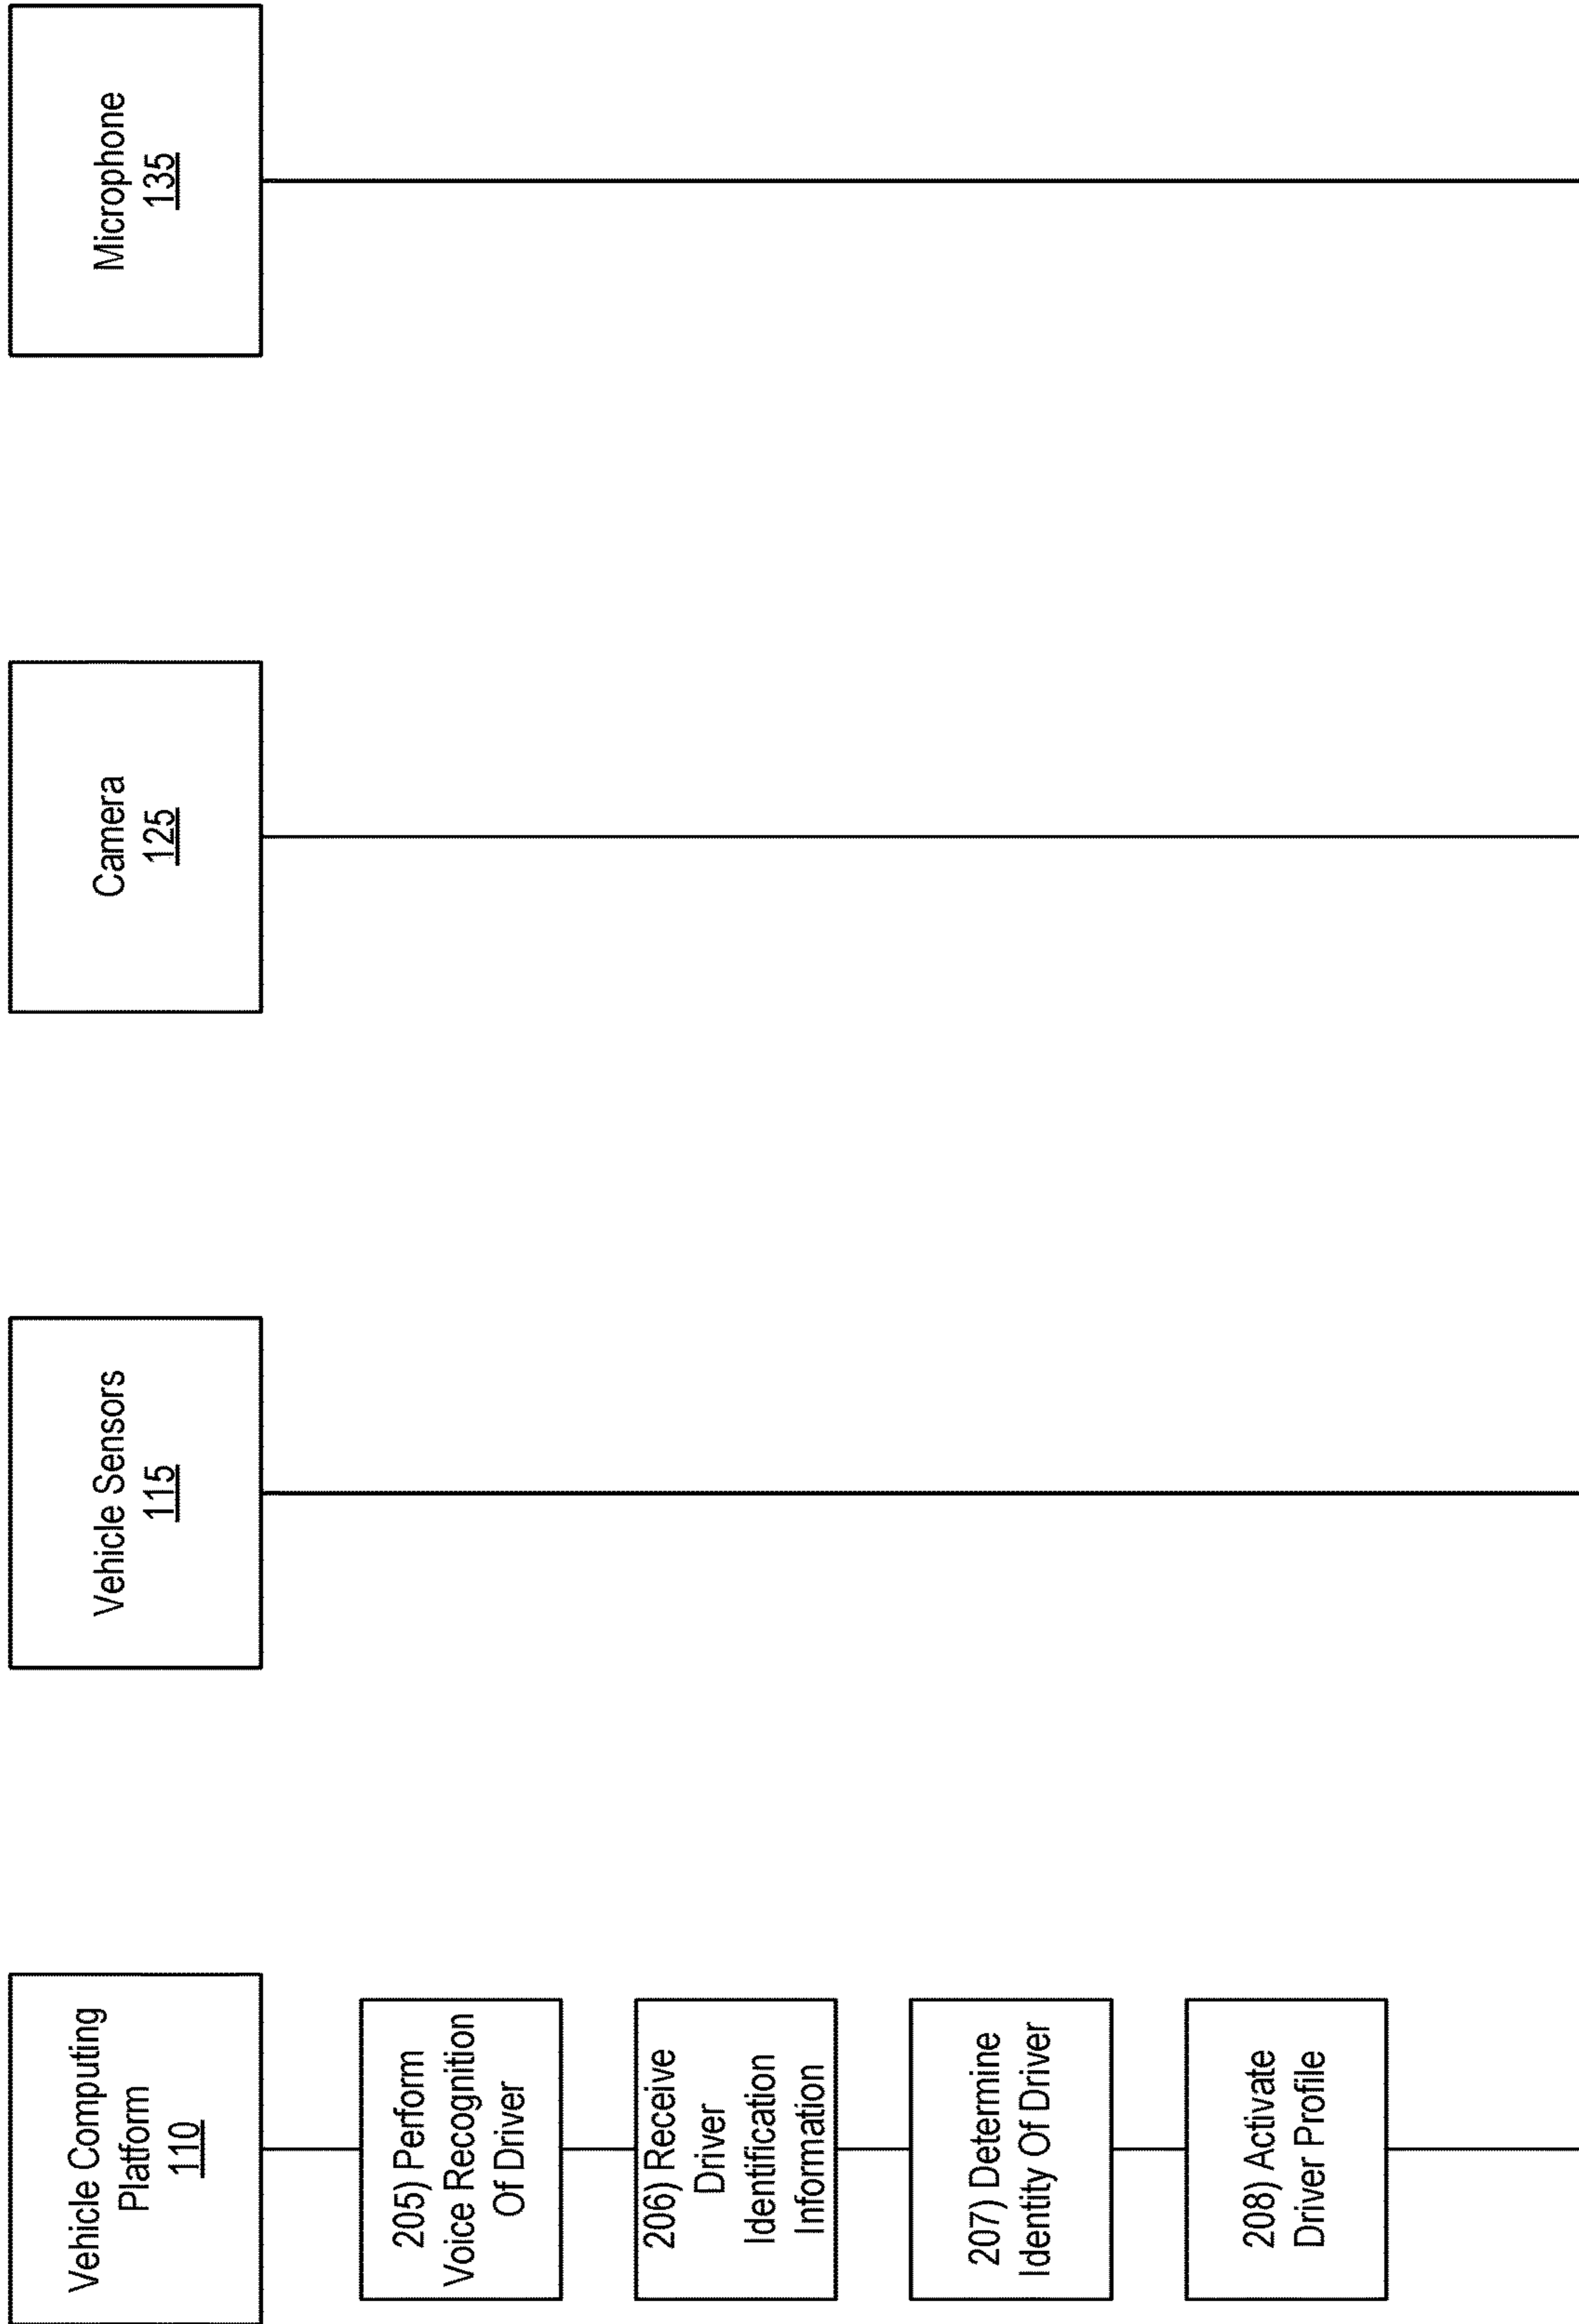 Vehicle Computing
Platform
110
Vehicle Sensors
115
Camera
125
Microphone
135
205) Perform
Voice Recognition
Of Driver
206) Receive
Driver
Identification
Information
207) Determine
Identity Of Driver
208) Activate
Driver Profile